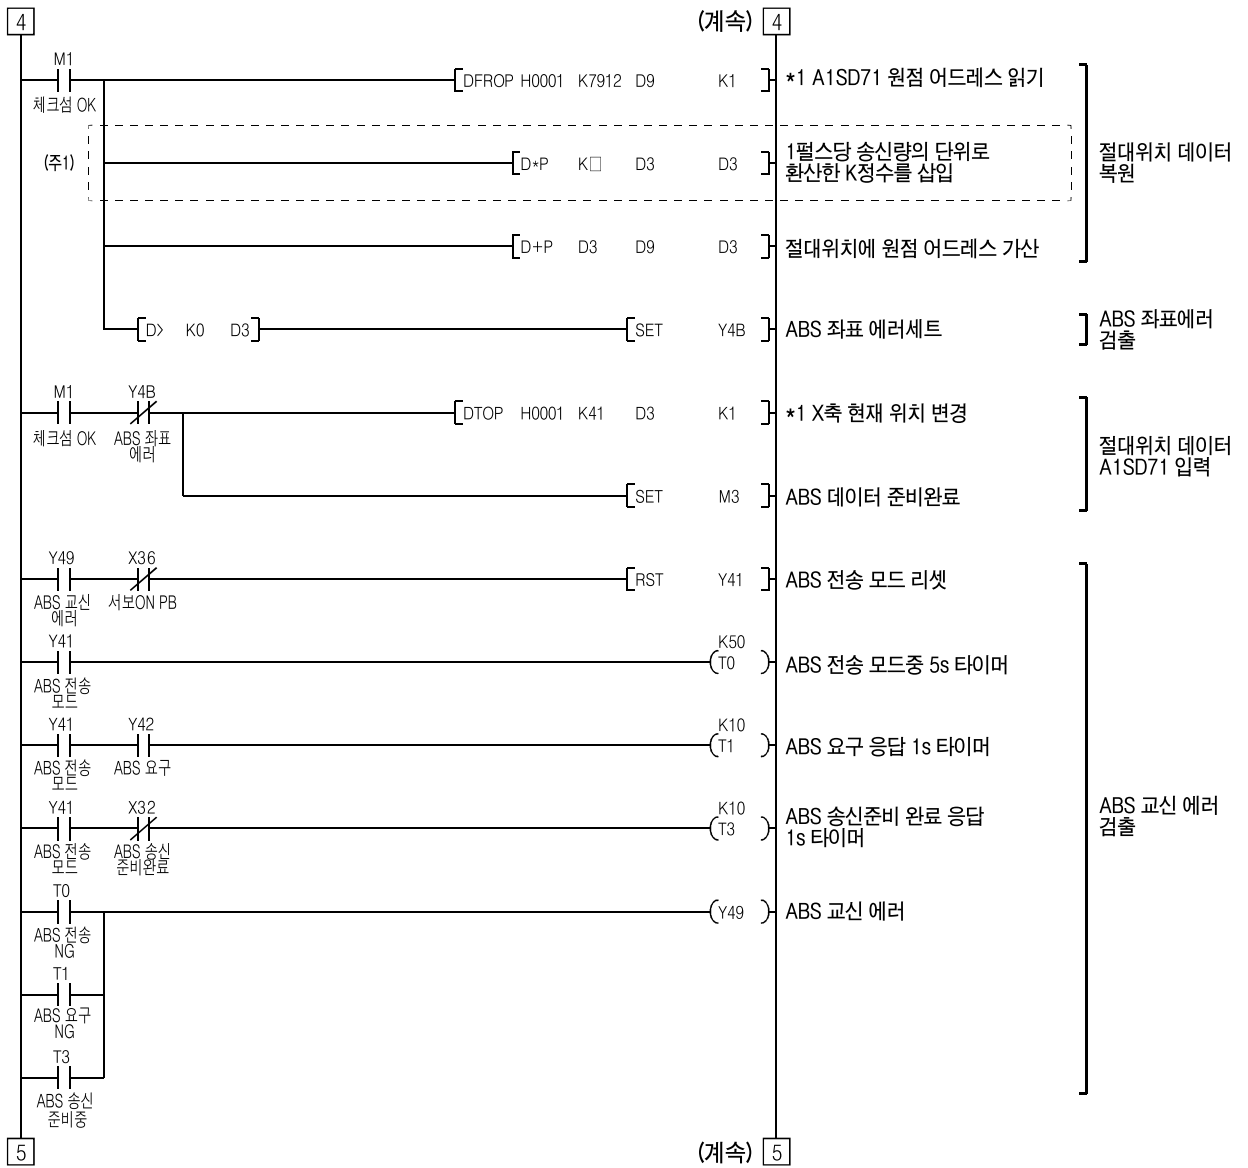 4 (계속) 4
M1
DFROP H0001 K7912 D9 K1 *1 A1SD71 원점 어드레스 읽기
체크섬 OK
절대위치 데이터
복원
(주1)
D*P K□ D3 D3
1펄스당 송신량의 단위로
환산한 K정수를 삽입
D+P D3 D9 D3 절대위치에 원점 어드레스 가산
D> K0 D3 SET Y4B ABS 좌표 에러세트
ABS 좌표에러
검출
M1 Y4B
DTOP H0001 K41 D3 K1 *1 X축 현재 위치 변경
체크섬 OK ABS 좌표
에러
절대위치 데이터
A1SD71 입력
SET M3 ABS 데이터 준비완료
Y49 X36
RST Y41 ABS 전송 모드 리셋
ABS 교신
에러
서보ON PB
Y41 K50
T0 ABS 전송 모드중 5s 타이머
ABS 전송
모드
Y41 Y42 K10
T1 ABS 요구 응답 1s 타이머
ABS 전송
모드
ABS 요구
Y41 X32 K10
T3
ABS 송신준비 완료 응답
1s 타이머
ABS 전송
모드
ABS 송신
준비완료
ABS 교신 에러
검출
T0
Y49 ABS 교신 에러
ABS 전송
NG
T1
ABS 요구
NG
T3
ABS 송신
준비중
5 (계속) 5